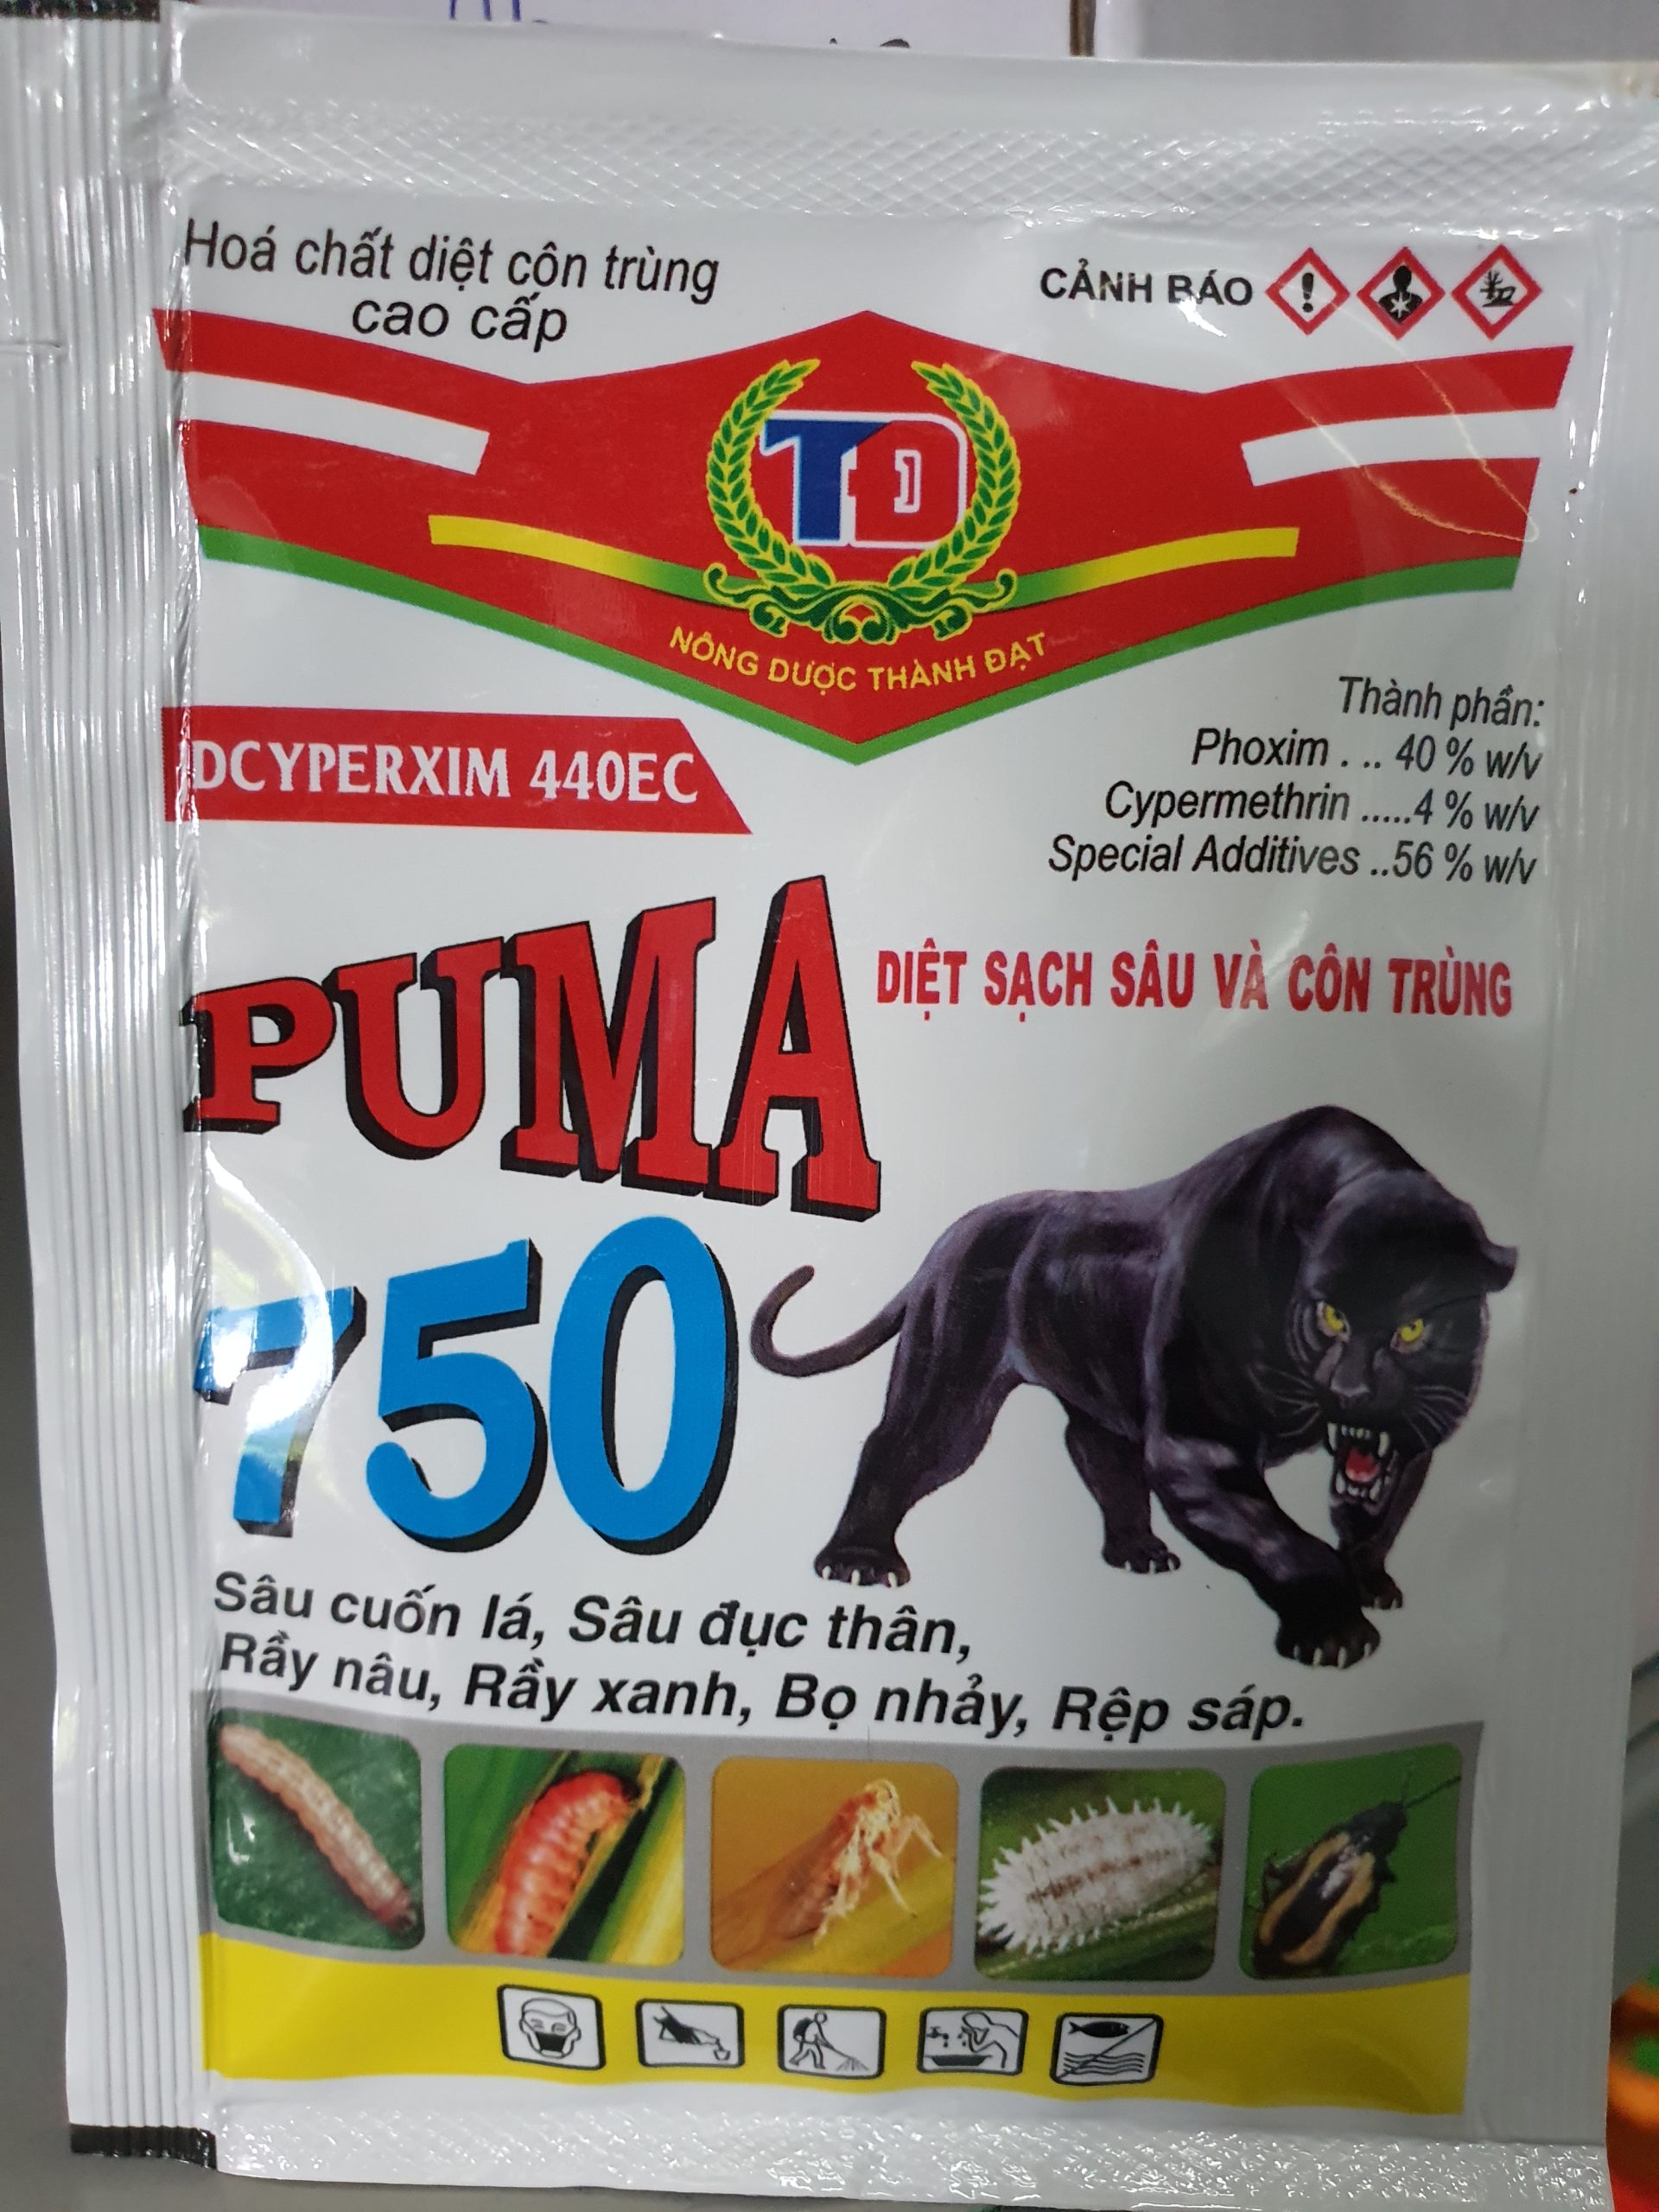 Hoá chất diệt côn trùng
cao cấp
CẢNH BÁO
TD
NÔNG DƯỢC THÀNH ĐẠT
DCYPERXIM 440EC
Thành phần:
Phoxim . .. 40 % w/v
Cypermethrin .....4 % w/v
Special Additives ..56 % w/v
PUMA
DIỆT SẠCH SÂU VÀ CÔN TRÙNG
750
Sâu cuốn lá, Sâu đục thân,
Rầy nâu, Rầy xanh, Bọ nhảy, Rệp sáp.